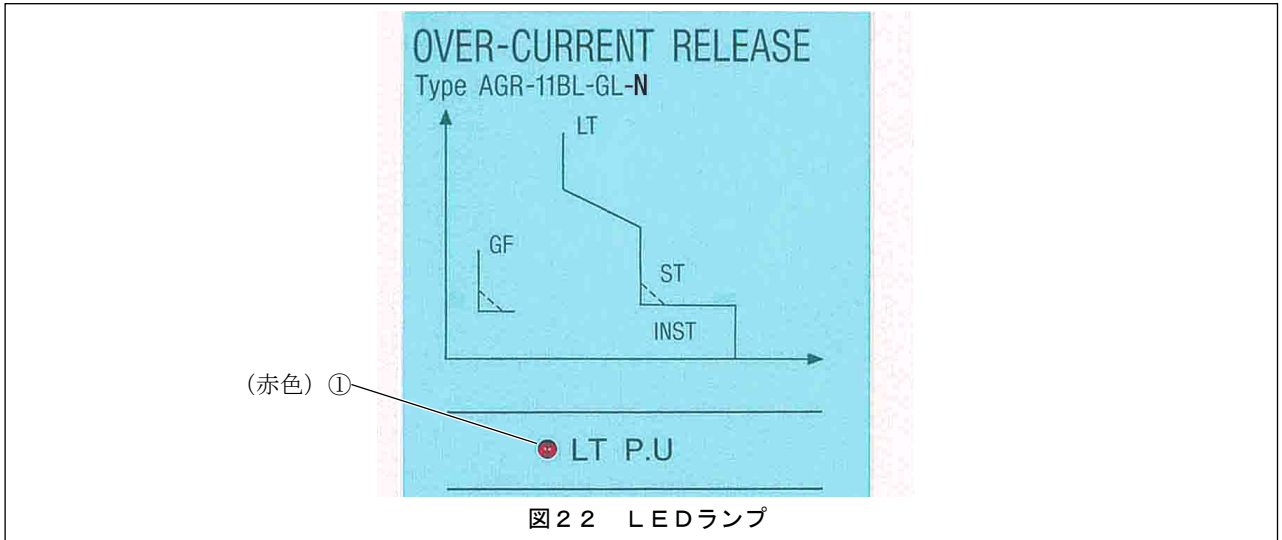 OVER-CURRENT RELEASE
Type AGR-11BL-GL-N
LT
GF
ST
INST
(赤色) ①
LT P.U
図22 LEDランプ